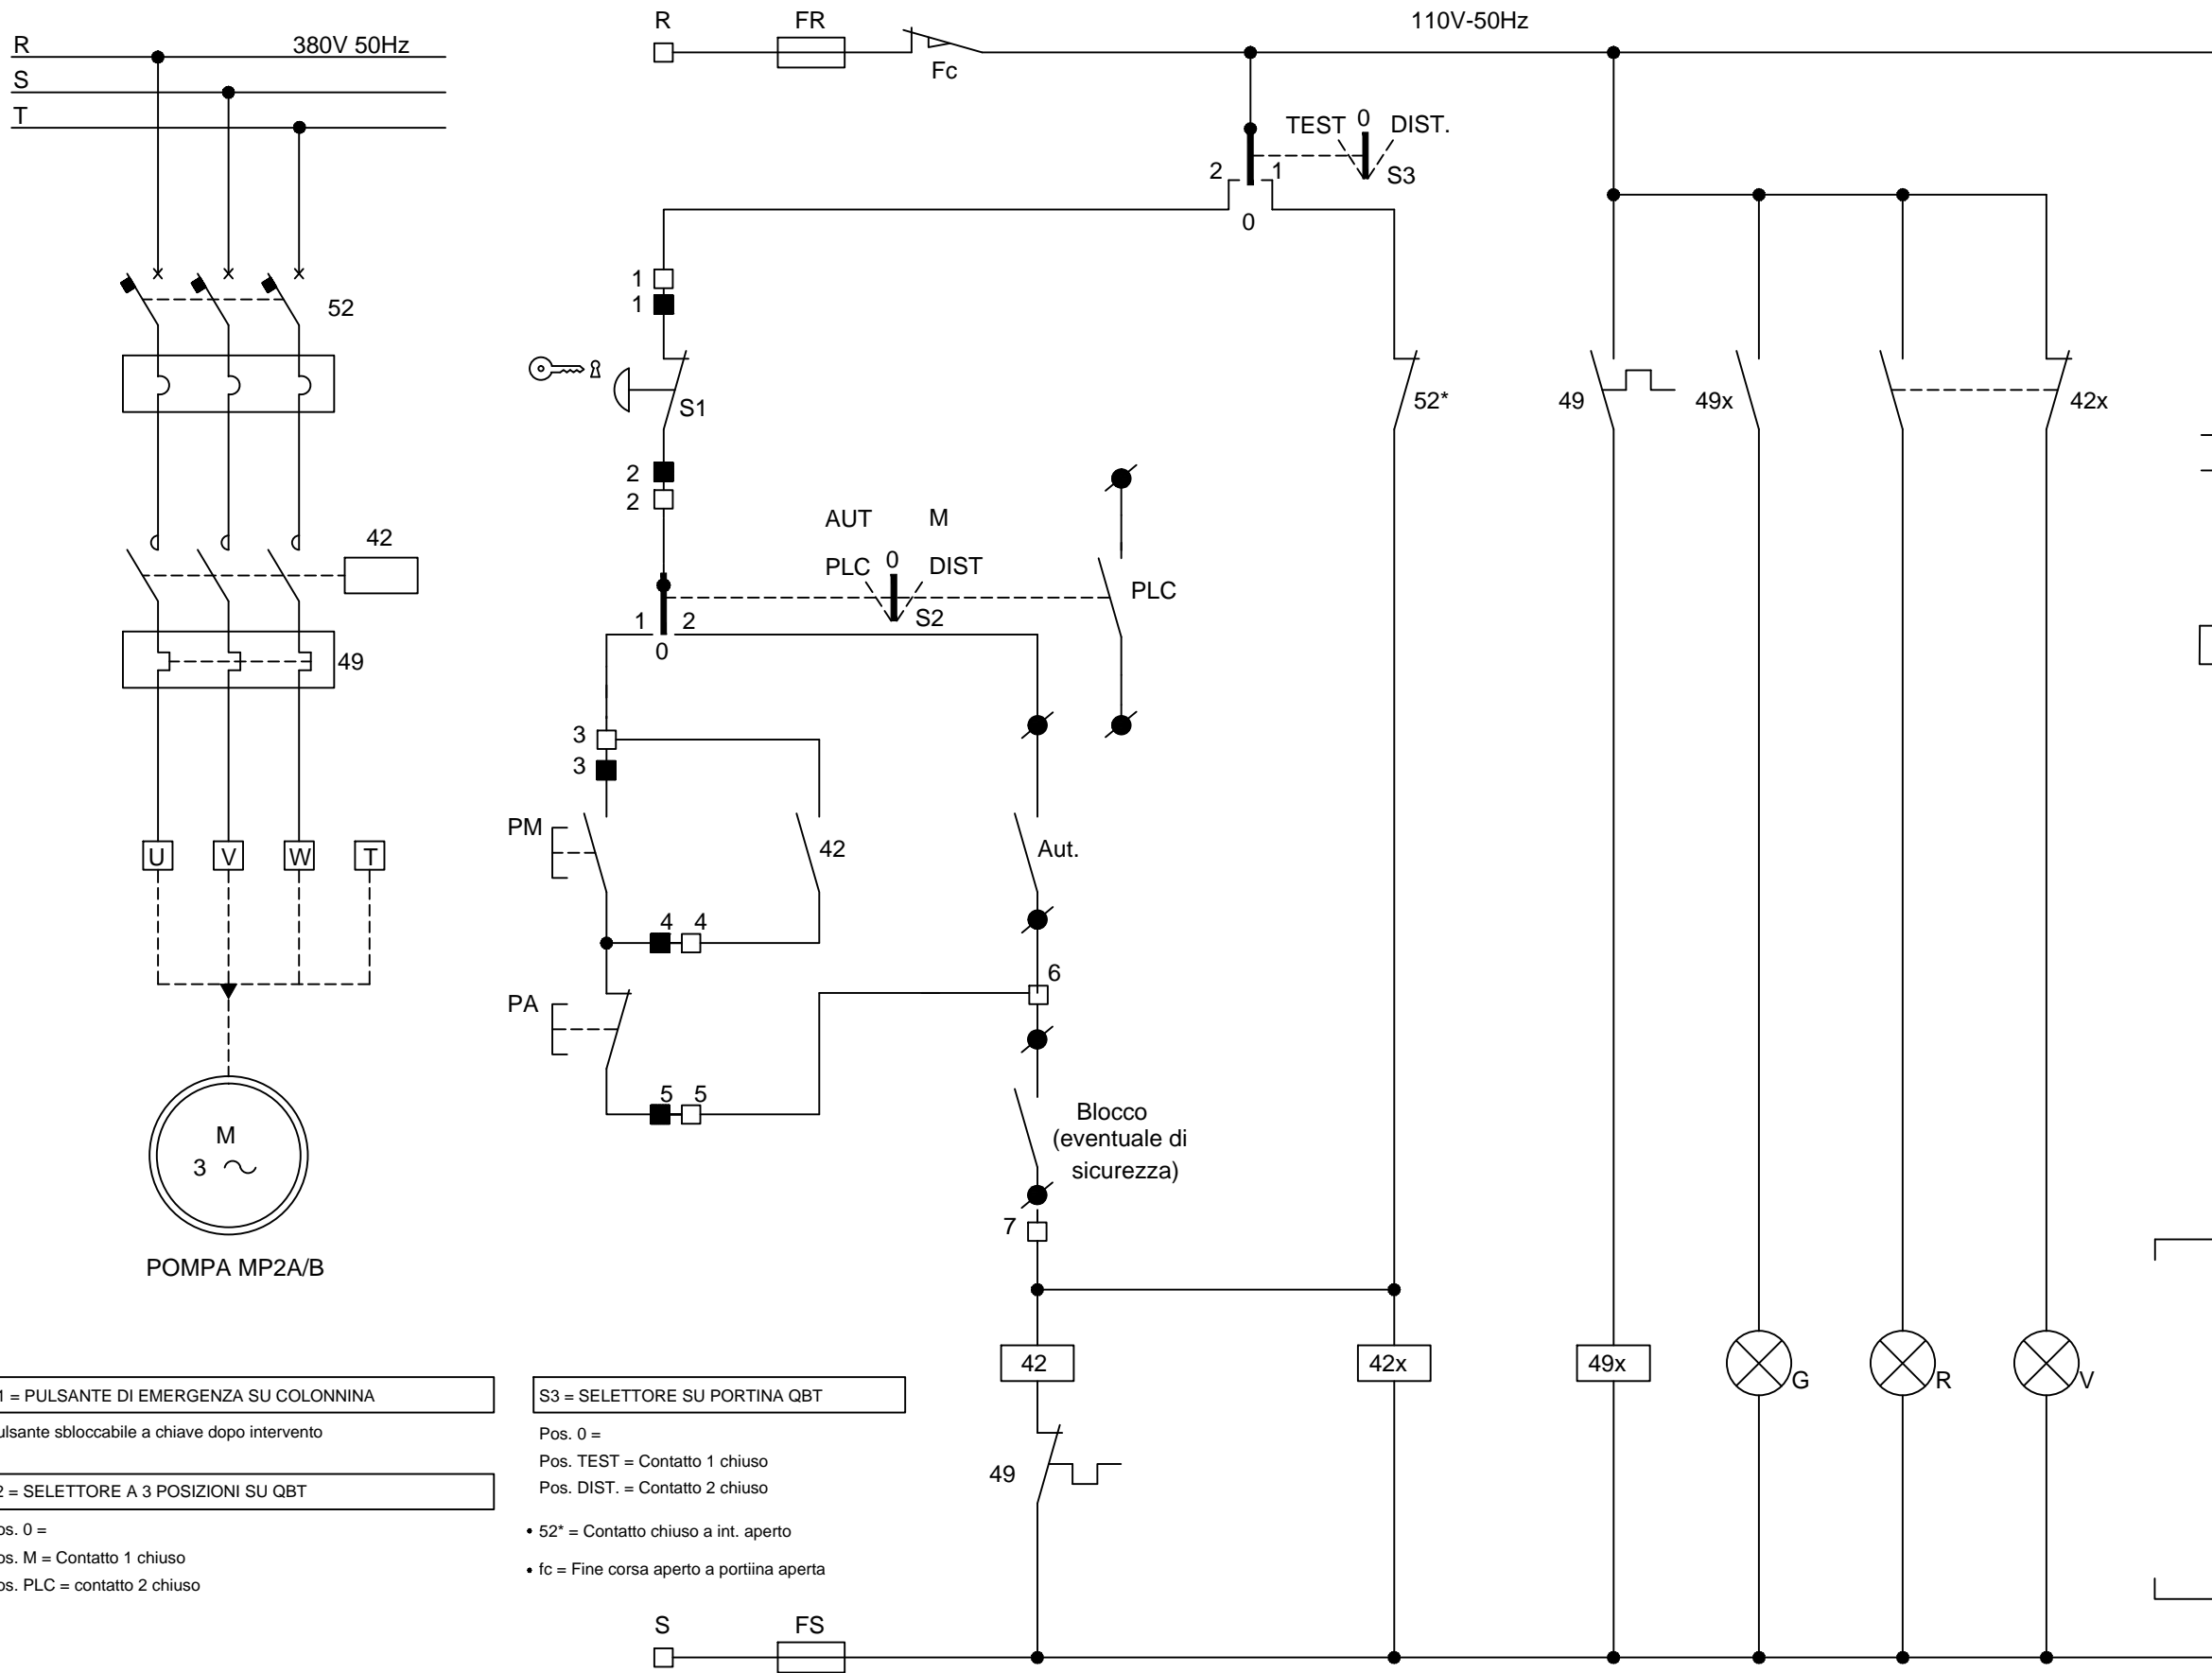 R
380V 50Hz
S
T
52
42
49
U
V
W
T
M
3
POMPA MP2A/B
R
FR
Fc
110V-50Hz
TEST
0
DIST.
S3
2
1
0
1
1
S1
2
2
AUT
M
PLC
0
DIST
S2
PLC
1
2
0
3
3
PM
42
Aut.
4
4
6
PA
5
5
Blocco
(eventuale di
sicurezza)
7
52*
49
49x
42x
42
42x
49x
G
R
V
49
1 = PULSANTE DI EMERGENZA SU COLONNINA
ulsante sbloccabile a chiave dopo intervento
2 = SELETTORE A 3 POSIZIONI SU QBT
os. 0 =
os. M = Contatto 1 chiuso
os. PLC = contatto 2 chiuso
S3 = SELETTORE SU PORTINA QBT
Pos. 0 =
Pos. TEST = Contatto 1 chiuso
Pos. DIST. = Contatto 2 chiuso
• 52* = Contatto chiuso a int. aperto
• fc = Fine corsa aperto a portiina aperta
S
FS